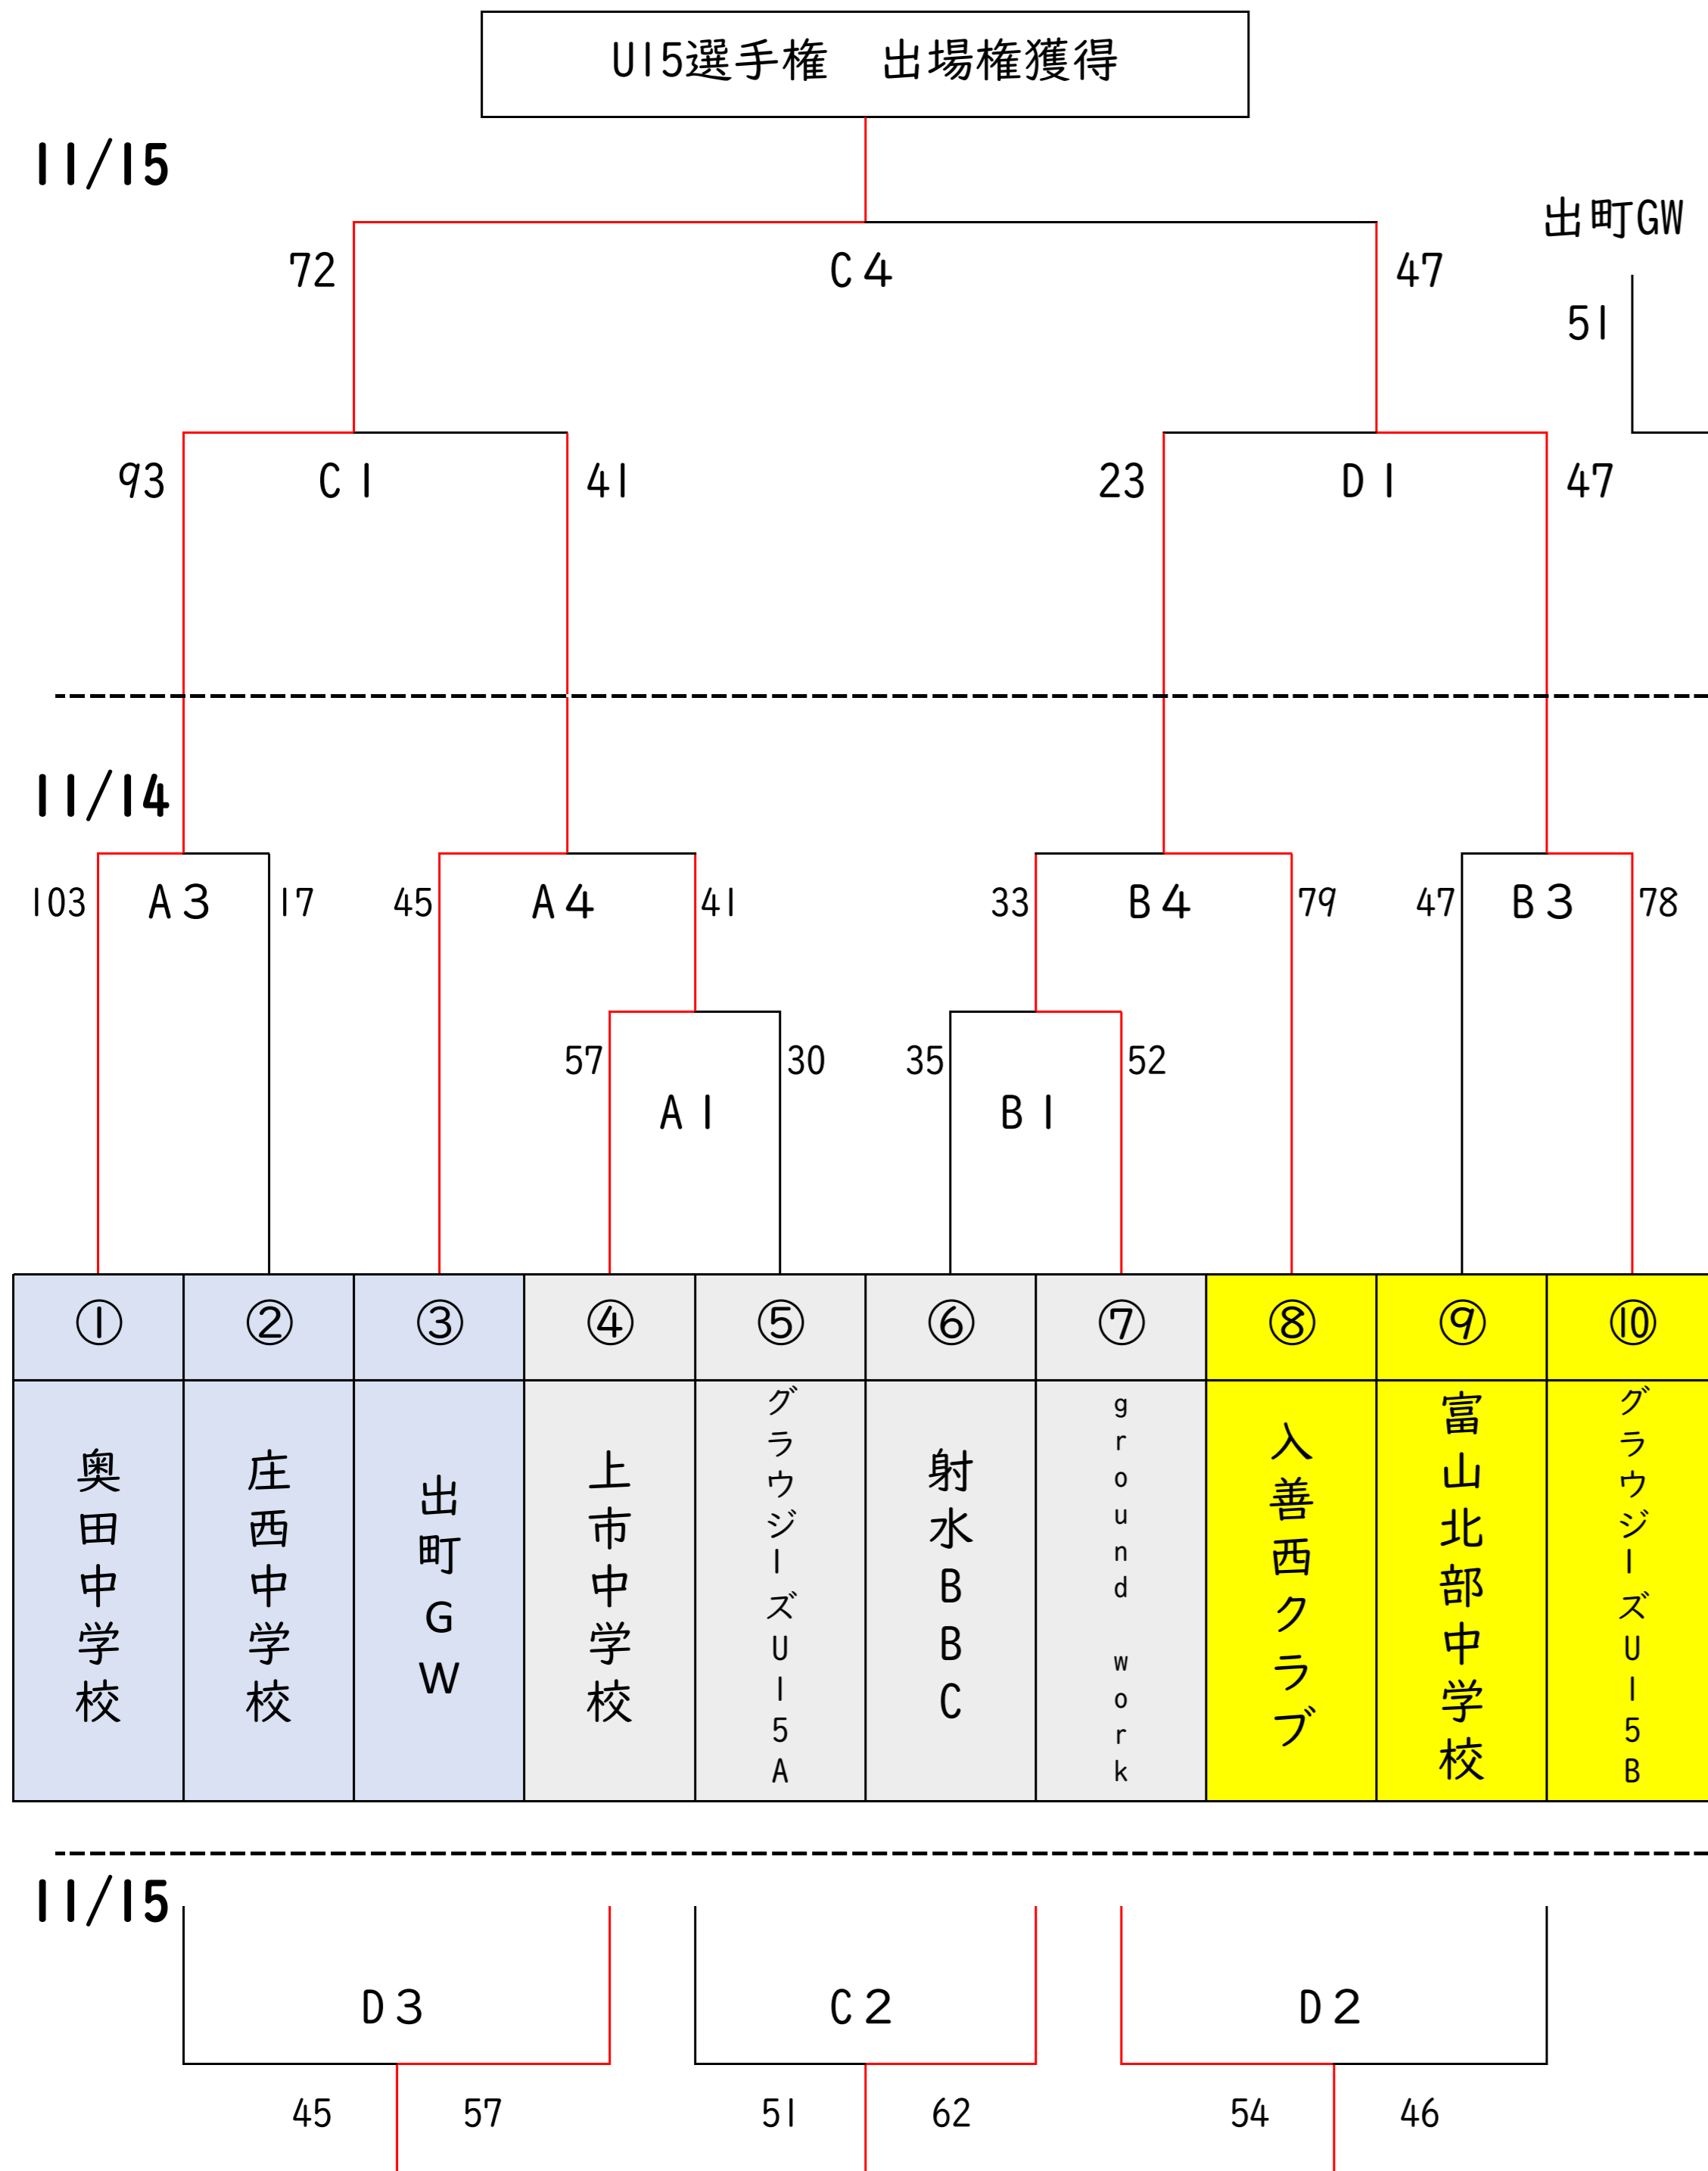 U15選手権　出場権獲得
11/15
出町GW
72
C4
47
51
93
C1
41
23
D1
47
11/14
103
A3
17
45
A4
41
33
B4
79
47
B3
78
57
30
35
52
A1
B1
①
②
③
④
⑤
⑥
⑦
⑧
⑨
⑩
奥田中学校
庄西中学校
出町GW
上市中学校
グラウジーズU15A
射水BBC
ground work
入善西クラブ
富山北部中学校
グラウジーズU15B
11/15
D3
C2
D2
45
57
51
62
54
46